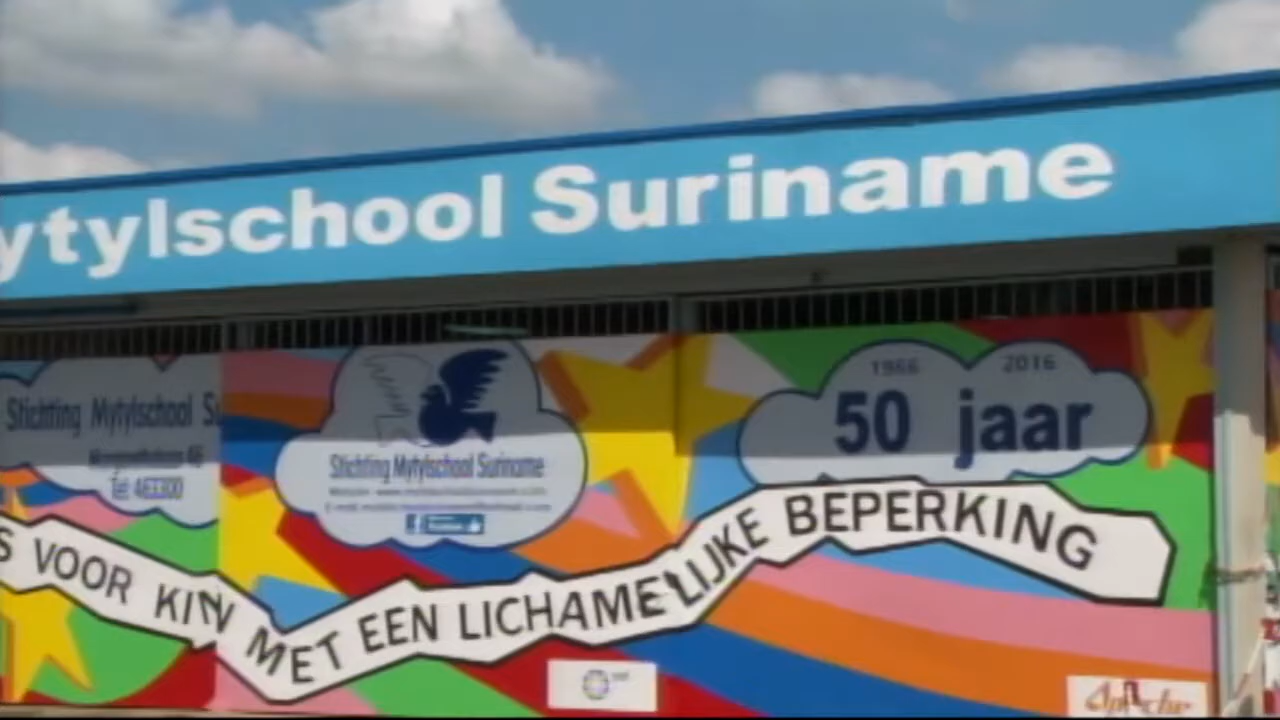 ytylschool Suriname
1966 2016
50 jaar
Stichting Mytylschool Su
Tel: 463300
Stichting Mytylschool Suriname
S VOOR KIN MET EEN LICHAMELIJKE BEPERKING